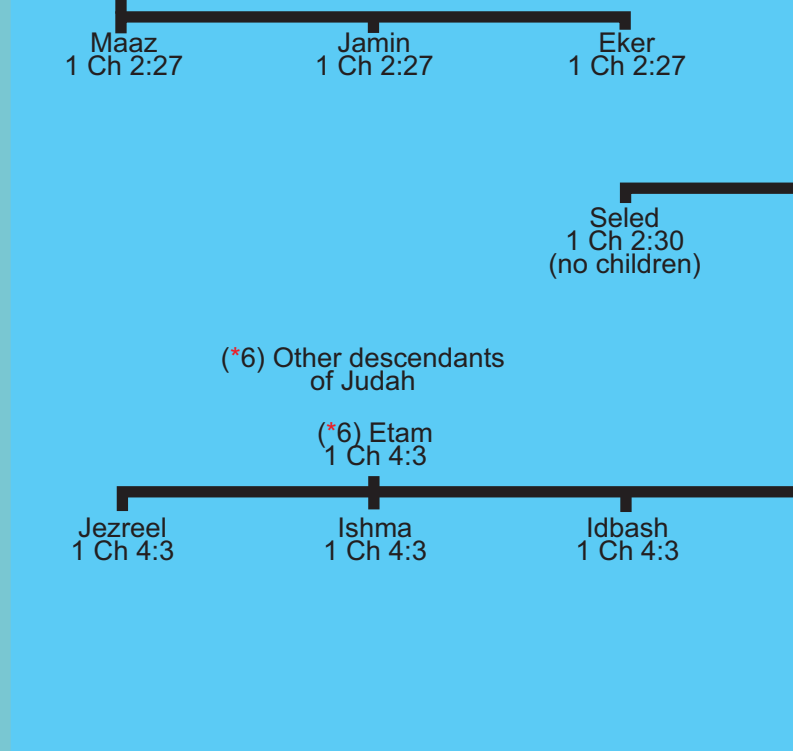 Maaz
1 Ch 2:27
Jamin
1 Ch 2:27
Eker
1 Ch 2:27
Seled
1 Ch 2:30
(no children)
(*6) Other descendants
of Judah
(*6) Etam
1 Ch 4:3
Jezreel
1 Ch 4:3
Ishma
1 Ch 4:3
Idbash
1 Ch 4:3